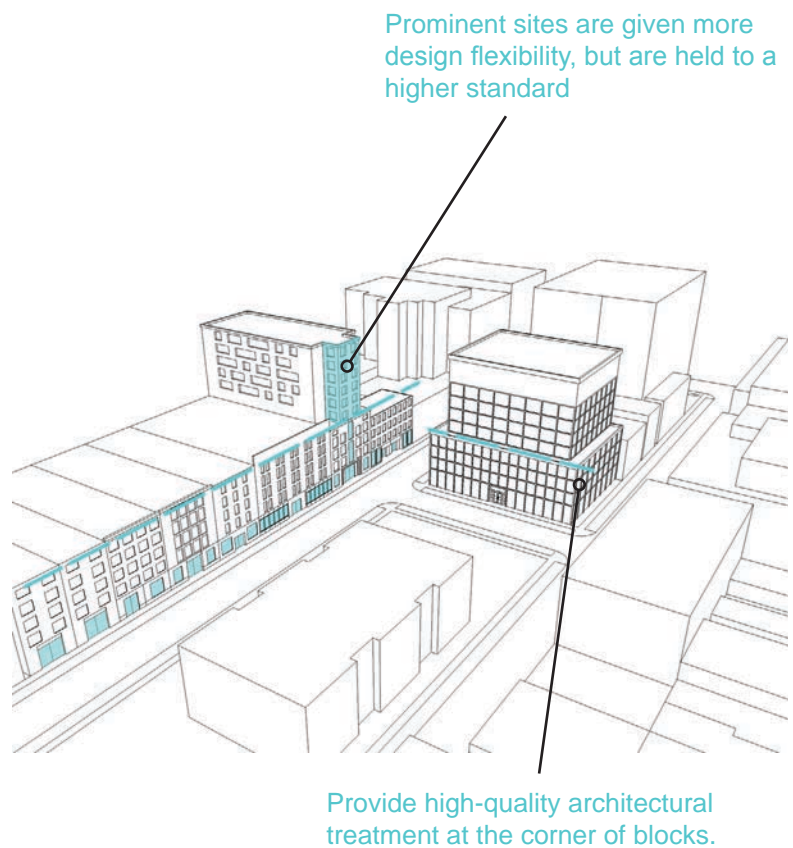 Prominent sites are given more
design flexibility, but are held to a
higher standard
Provide high-quality architectural
treatment at the corner of blocks.